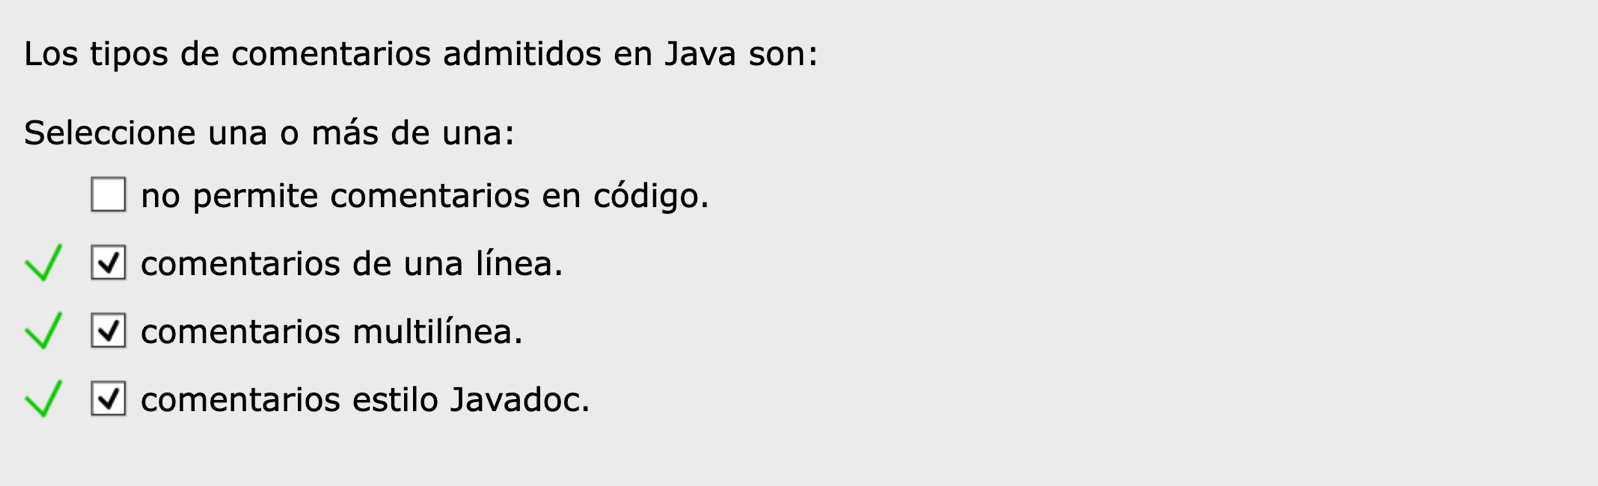 Los tipos de comentarios admitidos en Java son:
Seleccione una o más de una:
no permite comentarios en código.
comentarios de una línea.
comentarios multilínea.
comentarios estilo Javadoc.